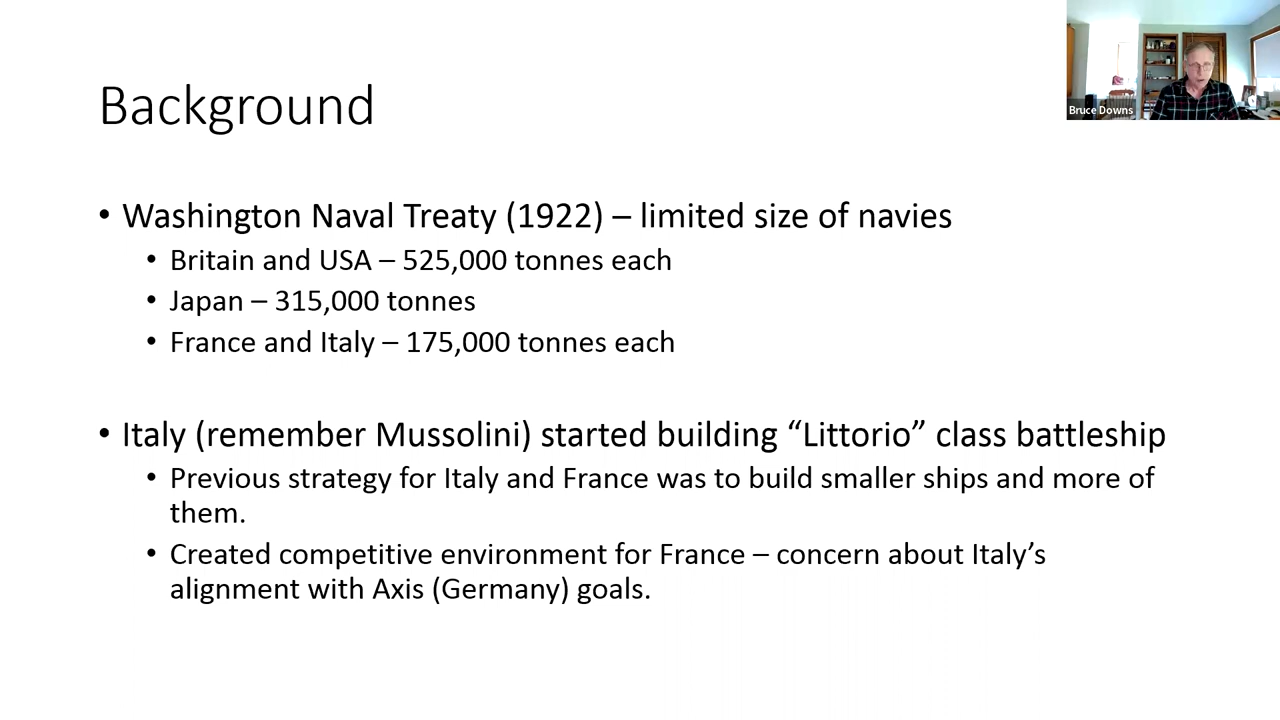 Background
Bruce Downs
• Washington Naval Treaty (1922) – limited size of navies
• Britain and USA – 525,000 tonnes each
• Japan – 315,000 tonnes
• France and Italy – 175,000 tonnes each
• Italy (remember Mussolini) started building “Littorio” class battleship
• Previous strategy for Italy and France was to build smaller ships and more of
them.
• Created competitive environment for France – concern about Italy’s
alignment with Axis (Germany) goals.